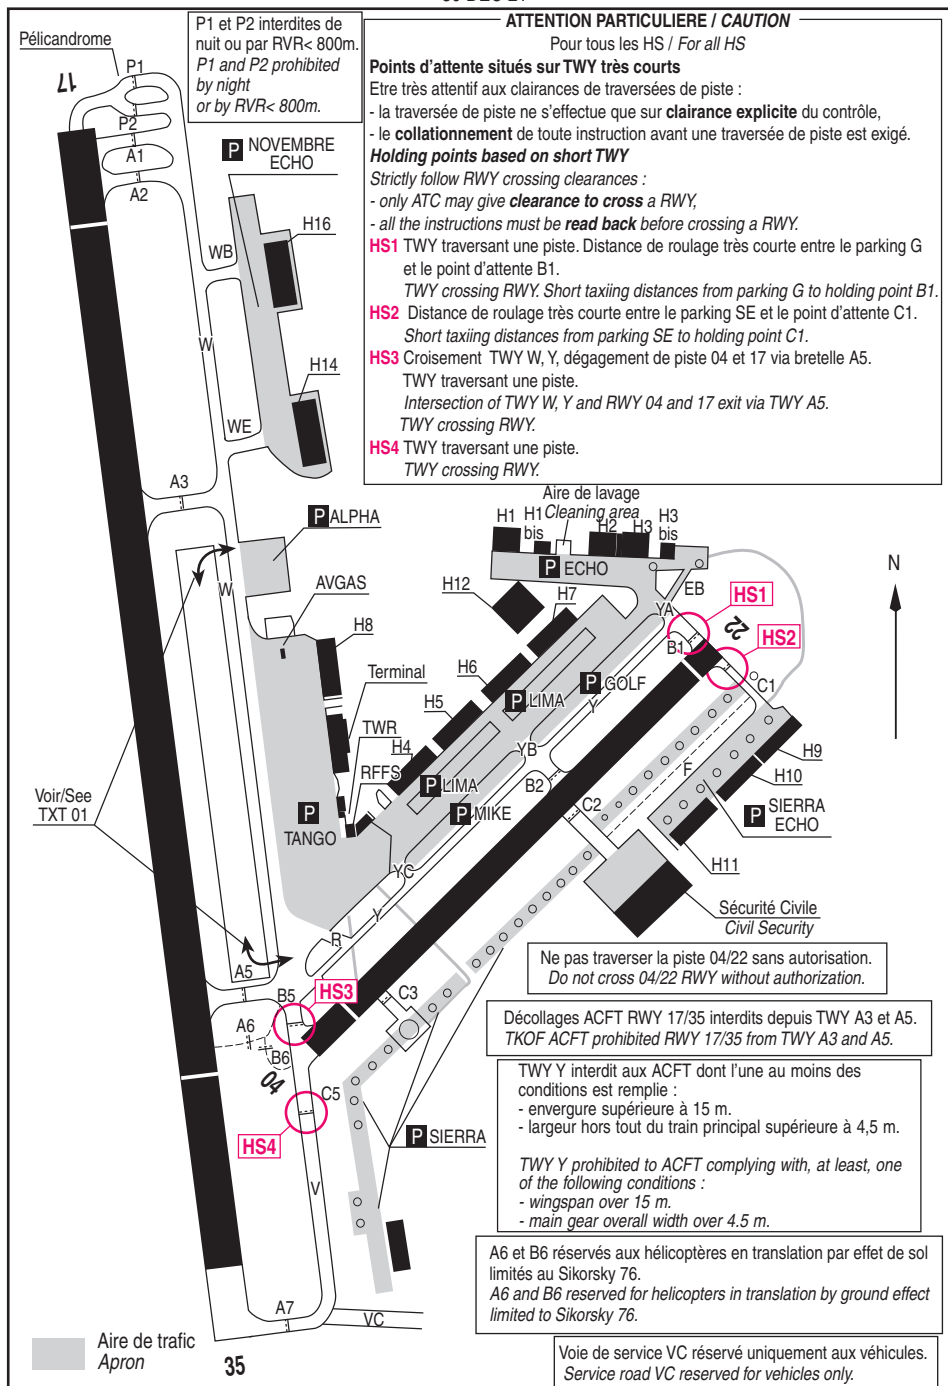 P1 et P2 interdites de
nuit ou par RVR< 800m.
P1 and P2 prohibited
by night
or by RVR< 800m.
ATTENTION PARTICULIERE / CAUTION
Pour tous les HS / For all HS
Points d'attente situés sur TWY très courts
Etre très attentif aux clairances de traversées de piste :
- la traversée de piste ne s'effectue que sur clairance explicite du contrôle,
- le collationnement de toute instruction avant une traversée de piste est exigé.
Holding points based on short TWY
Strictly follow RWY crossing clearances :
- only ATC may give clearance to cross a RWY,
- all the instructions must be read back before crossing a RWY.
HS1 TWY traversant une piste. Distance de roulage très courte entre le parking G
et le point d'attente B1.
TWY crossing RWY. Short taxiing distances from parking G to holding point B1.
HS2 Distance de roulage très courte entre le parking SE et le point d'attente C1.
Short taxiing distances from parking SE to holding point C1.
HS3 Croisement TWY W, Y, dégagement de piste 04 et 17 via bretelle A5.
TWY traversant une piste.
Intersection of TWY W, Y and RWY 04 and 17 exit via TWY A5.
TWY crossing RWY.
HS4 TWY traversant une piste.
TWY crossing RWY.
Pélicandrome
17
P1
P2
A1
A2
P NOVEMBRE
ECHO
H16
WB
W
H14
WE
A3
P ALPHA
W
AVGAS
H8
Terminal
TWR
RFFS
H4
P
TANGO
Voir/See
TXT 01
Aire de lavage
Cleaning area
H1
H1
bis
H2
H3
H3
bis
P ECHO
EB
H12
H7
YA
HS1
22
HS2
B1
C1
H6
P GOLF
P LIMA
Y
H5
YB
B2
P LIMA
P MIKE
C2
F
H9
H10
P SIERRA
ECHO
H11
YC
Y
R
Sécurité Civile
Civil Security
N
A5
B5
HS3
C3
A6
B6
04
C5
HS4
P SIERRA
V
A7
VC
35
Ne pas traverser la piste 04/22 sans autorisation.
Do not cross 04/22 RWY without authorization.
Décollages ACFT RWY 17/35 interdits depuis TWY A3 et A5.
TKOF ACFT prohibited RWY 17/35 from TWY A3 and A5.
TWY Y interdit aux ACFT dont l'une au moins des
conditions est remplie :
- envergure supérieure à 15 m.
- largeur hors tout du train principal supérieure à 4,5 m.
TWY Y prohibited to ACFT complying with, at least, one
of the following conditions :
- wingspan over 15 m.
- main gear overall width over 4.5 m.
A6 et B6 réservés aux hélicoptères en translation par effet de sol
limités au Sikorsky 76.
A6 and B6 reserved for helicopters in translation by ground effect
limited to Sikorsky 76.
Voie de service VC réservé uniquement aux véhicules.
Service road VC reserved for vehicles only.
Aire de trafic
Apron